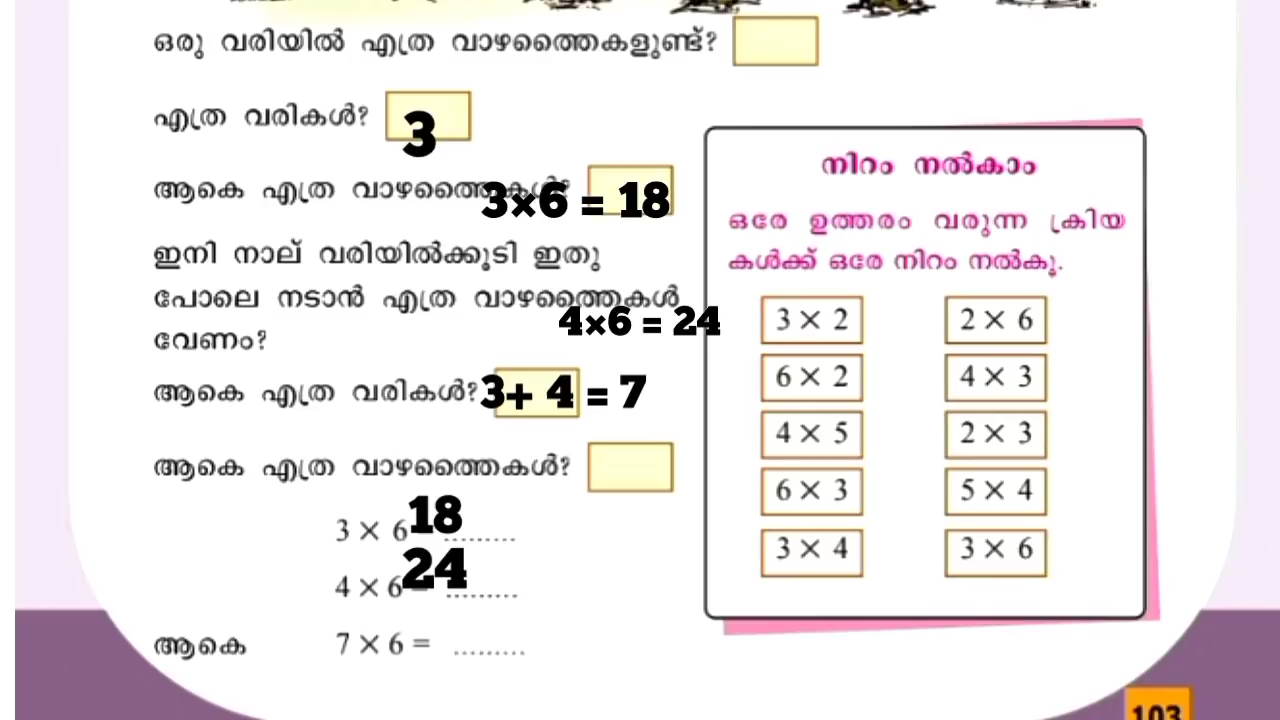 ഒരു വരിയിൽ എത്ര വാഴത്തൈകളുണ്ട്?
എത്ര വരികൾ? 3
ആകെ എത്ര വാഴത്തൈകൾ? 3×6 = 18
ഇനി നാല് വരിയിൽക്കൂടി ഇതു
പോലെ നടാൻ എത്ര വാഴത്തൈകൾ
വേണം? 4×6 = 24
ആകെ എത്ര വരികൾ? 3+ 4 = 7
ആകെ എത്ര വാഴത്തൈകൾ?
3 × 6 18 .........
4 × 6 = 24 .........
ആകെ 7 × 6 = .........
നിറം നൽകാം
ഒരേ ഉത്തരം വരുന്ന ക്രിയ
കൾക്ക് ഒരേ നിറം നൽകൂ.
3 × 2 2 × 6
6 × 2 4 × 3
4 × 5 2 × 3
6 × 3 5 × 4
3 × 4 3 × 6
103